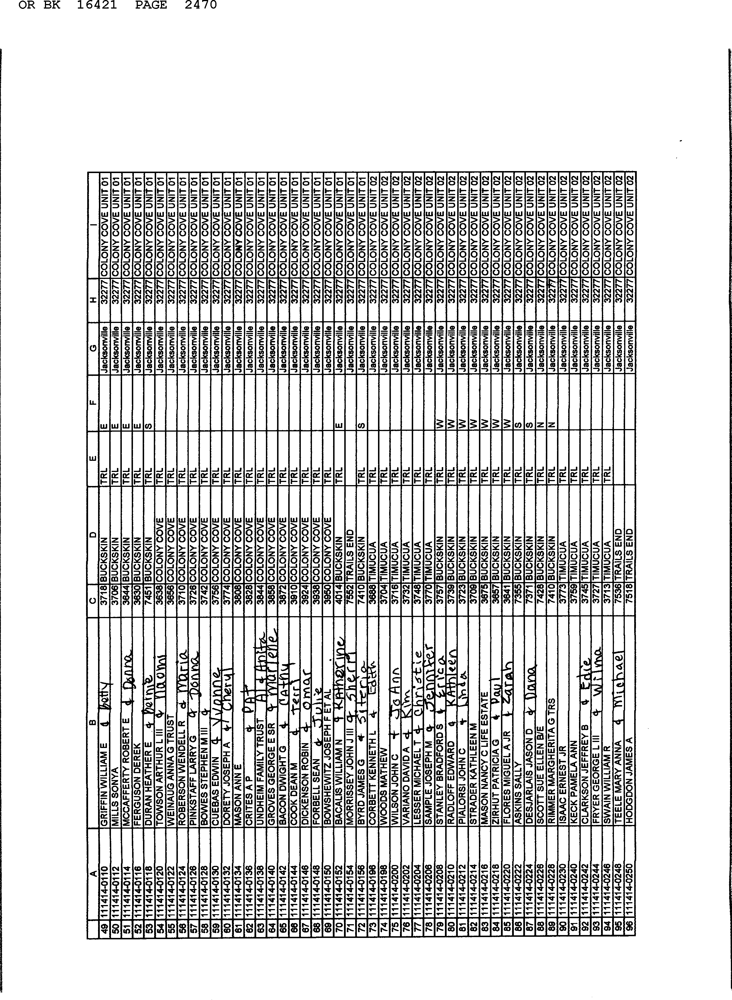 OR BK 16421 PAGE 2470
A B C D E F G H I
49 111414-0110 GRIFFIN WILLIAM E & Betty 3718 BUCKSKIN TRL E Jacksonville 32277 COLONY COVE UNIT 01
50 111414-0112 MILLS SONYA 3706 BUCKSKIN TRL E Jacksonville 32277 COLONY COVE UNIT 01
51 111414-0114 MCCAFFERTY ROBERT E & Donna 3644 BUCKSKIN TRL E Jacksonville 32277 COLONY COVE UNIT 01
52 111414-0116 FERGUSON DEREK 3630 BUCKSKIN TRL E Jacksonville 32277 COLONY COVE UNIT 01
53 111414-0118 DURAN HEATHER E & Bernie 7451 BUCKSKIN TRL S Jacksonville 32277 COLONY COVE UNIT 01
54 111414-0120 TOWSON ARTHUR L III & Naomi 3638 COLONY COVE TRL Jacksonville 32277 COLONY COVE UNIT 01
55 111414-0122 WEINAUG ANNA G TRUST 3656 COLONY COVE TRL Jacksonville 32277 COLONY COVE UNIT 01
56 111414-0124 ROBERSON WENDELL R & Maria 3710 COLONY COVE TRL Jacksonville 32277 COLONY COVE UNIT 01
57 111414-0126 PINKSTAFF LARRY G & Donna 3726 COLONY COVE TRL Jacksonville 32277 COLONY COVE UNIT 01
58 111414-0128 BOWES STEPHEN M III & 3742 COLONY COVE TRL Jacksonville 32277 COLONY COVE UNIT 01
59 111414-0130 CUEBAS EDWIN & Yvonne 3756 COLONY COVE TRL Jacksonville 32277 COLONY COVE UNIT 01
60 111414-0132 DORETY JOSEPH A & Cheryl 3774 COLONY COVE TRL Jacksonville 32277 COLONY COVE UNIT 01
61 111414-0134 MASON ANN E 3808 COLONY COVE TRL Jacksonville 32277 COLONY COVE UNIT 01
62 111414-0136 CRITES A P & PAT 3828 COLONY COVE TRL Jacksonville 32277 COLONY COVE UNIT 01
63 111414-0138 UNDHEIM FAMILY TRUST Al & Anita 3844 COLONY COVE TRL Jacksonville 32277 COLONY COVE UNIT 01
64 111414-0140 GROVES GEORGE E SR & Marlene 3858 COLONY COVE TRL Jacksonville 32277 COLONY COVE UNIT 01
65 111414-0142 BACON DWIGHT G & CAthy 3872 COLONY COVE TRL Jacksonville 32277 COLONY COVE UNIT 01
66 111414-0144 COOK DEAN M & Terri 3910 COLONY COVE TRL Jacksonville 32277 COLONY COVE UNIT 01
67 111414-0146 DICKENSON ROBIN & Omar 3924 COLONY COVE TRL Jacksonville 32277 COLONY COVE UNIT 01
68 111414-0148 FORBELL SEAN & Julie 3938 COLONY COVE TRL Jacksonville 32277 COLONY COVE UNIT 01
69 111414-0150 BOWSHEWITZ JOSEPH F ET AL 3950 COLONY COVE TRL Jacksonville 32277 COLONY COVE UNIT 01
70 111414-0152 BACALIS WILLIAM N & KAtherine 4014 BUCKSKIN TRL E Jacksonville 32277 COLONY COVE UNIT 01
71 111414-0154 MORRISSEY JOHN J III & Sherri 7552 TRAILS END Jacksonville 32277 COLONY COVE UNIT 01
72 111414-0156 BYRD JAMES G & 7410 BUCKSKIN TRL S Jacksonville 32277 COLONY COVE UNIT 01
73 111414-0196 CORBETT KENNETH L & Edith 3688 TIMUCUA TRL Jacksonville 32277 COLONY COVE UNIT 02
74 111414-0198 WOODS MATHEW 3704 TIMUCUA TRL Jacksonville 32277 COLONY COVE UNIT 02
75 111414-0200 WILSON JOHN C & Jo Ann 3716 TIMUCUA TRL Jacksonville 32277 COLONY COVE UNIT 02
76 111414-0202 VARIANO DAVID A & Kim 3732 TIMUCUA TRL Jacksonville 32277 COLONY COVE UNIT 02
77 111414-0204 LESSER MICHAEL T & Christie 3748 TIMUCUA TRL Jacksonville 32277 COLONY COVE UNIT 02
78 111414-0206 SAMPLE JOSEPH M & Jennifer 3770 TIMUCUA TRL Jacksonville 32277 COLONY COVE UNIT 02
79 111414-0208 STANLEY BRADFORD S & Erica 3757 BUCKSKIN TRL W Jacksonville 32277 COLONY COVE UNIT 02
80 111414-0210 RADLOFF EDWARD & KAthleen 3739 BUCKSKIN TRL W Jacksonville 32277 COLONY COVE UNIT 02
81 111414-0212 PIALORSI JOHN C & Linda 3723 BUCKSKIN TRL W Jacksonville 32277 COLONY COVE UNIT 02
82 111414-0214 STRADER KATHLEEN M 3709 BUCKSKIN TRL W Jacksonville 32277 COLONY COVE UNIT 02
83 111414-0216 MASON NANCY C LIFE ESTATE 3675 BUCKSKIN TRL W Jacksonville 32277 COLONY COVE UNIT 02
84 111414-0218 ZIRHUT PATRICIA G & Paul 3657 BUCKSKIN TRL W Jacksonville 32277 COLONY COVE UNIT 02
85 111414-0220 FLORES MIGUEL A JR & Zarah 3641 BUCKSKIN TRL W Jacksonville 32277 COLONY COVE UNIT 02
86 111414-0222 ASKINS SALLY 7355 BUCKSKIN TRL S Jacksonville 32277 COLONY COVE UNIT 02
87 111414-0224 DESJARLAIS JASON D & Dana 7371 BUCKSKIN TRL S Jacksonville 32277 COLONY COVE UNIT 02
88 111414-0226 SCOTT SUE ELLEN B/E 7428 BUCKSKIN TRL N Jacksonville 32277 COLONY COVE UNIT 02
89 111414-0228 RIMMER MARGHERITA G TRS 7410 BUCKSKIN TRL N Jacksonville 32277 COLONY COVE UNIT 02
90 111414-0230 ISAAC ERNEST JR 3773 TIMUCUA TRL Jacksonville 32277 COLONY COVE UNIT 02
91 111414-0240 KECK PAMELA ANN 3759 TIMUCUA TRL Jacksonville 32277 COLONY COVE UNIT 02
92 111414-0242 CLARKSON JEFFREY B & Edie 3745 TIMUCUA TRL Jacksonville 32277 COLONY COVE UNIT 02
93 111414-0244 FRYER GEORGE L III & Wilma 3727 TIMUCUA TRL Jacksonville 32277 COLONY COVE UNIT 02
94 111414-0246 SWAIN WILLIAM R 3713 TIMUCUA TRL Jacksonville 32277 COLONY COVE UNIT 02
95 111414-0248 TEELE MARY ANNA & Michael 7536 TRAILS END Jacksonville 32277 COLONY COVE UNIT 02
96 111414-0250 HODGDON JAMES A 7518 TRAILS END Jacksonville 32277 COLONY COVE UNIT 02